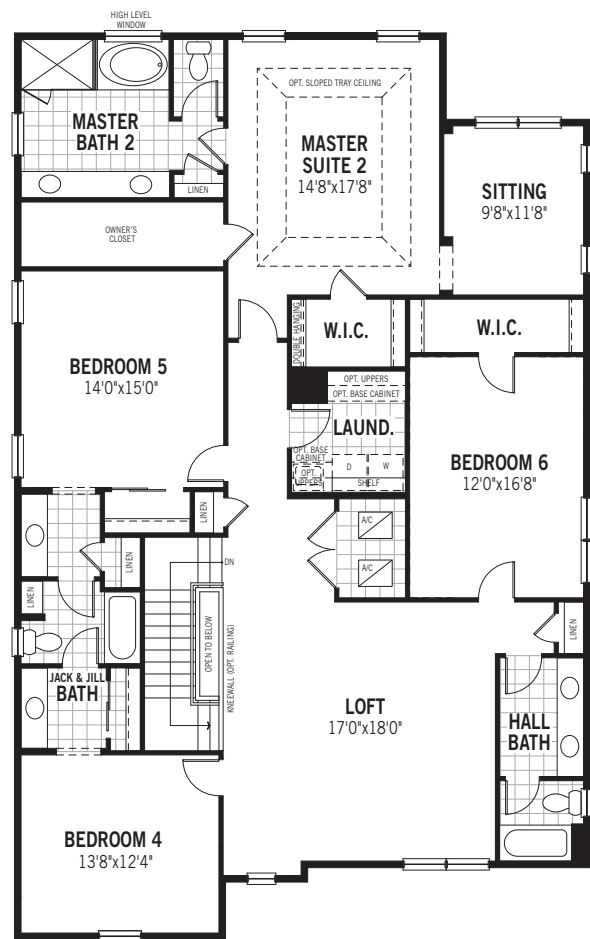 HIGH LEVEL
WINDOW
MASTER
BATH 2
LINEN
OPT. SLOPED TRAY CEILING
MASTER
SUITE 2
14'8"x17'8"
SITTING
9'8"x11'8"
OWNER'S
CLOSET
DOUBLE HANGING
W.I.C.
W.I.C.
BEDROOM 5
14'0"x15'0"
OPT. UPPERS
OPT. BASE CABINET
LAUND.
OPT. BASE
CABINET
OPT.
UPPERS
D
W
SHELF
BEDROOM 6
12'0"x16'8"
LINEN
LINEN
LINEN
A/C
A/C
DN
OPEN TO BELOW
KNEEWALL (OPT. RAILING)
JACK & JILL
BATH
LOFT
17'0"x18'0"
LINEN
HALL
BATH
BEDROOM 4
13'8"x12'4"